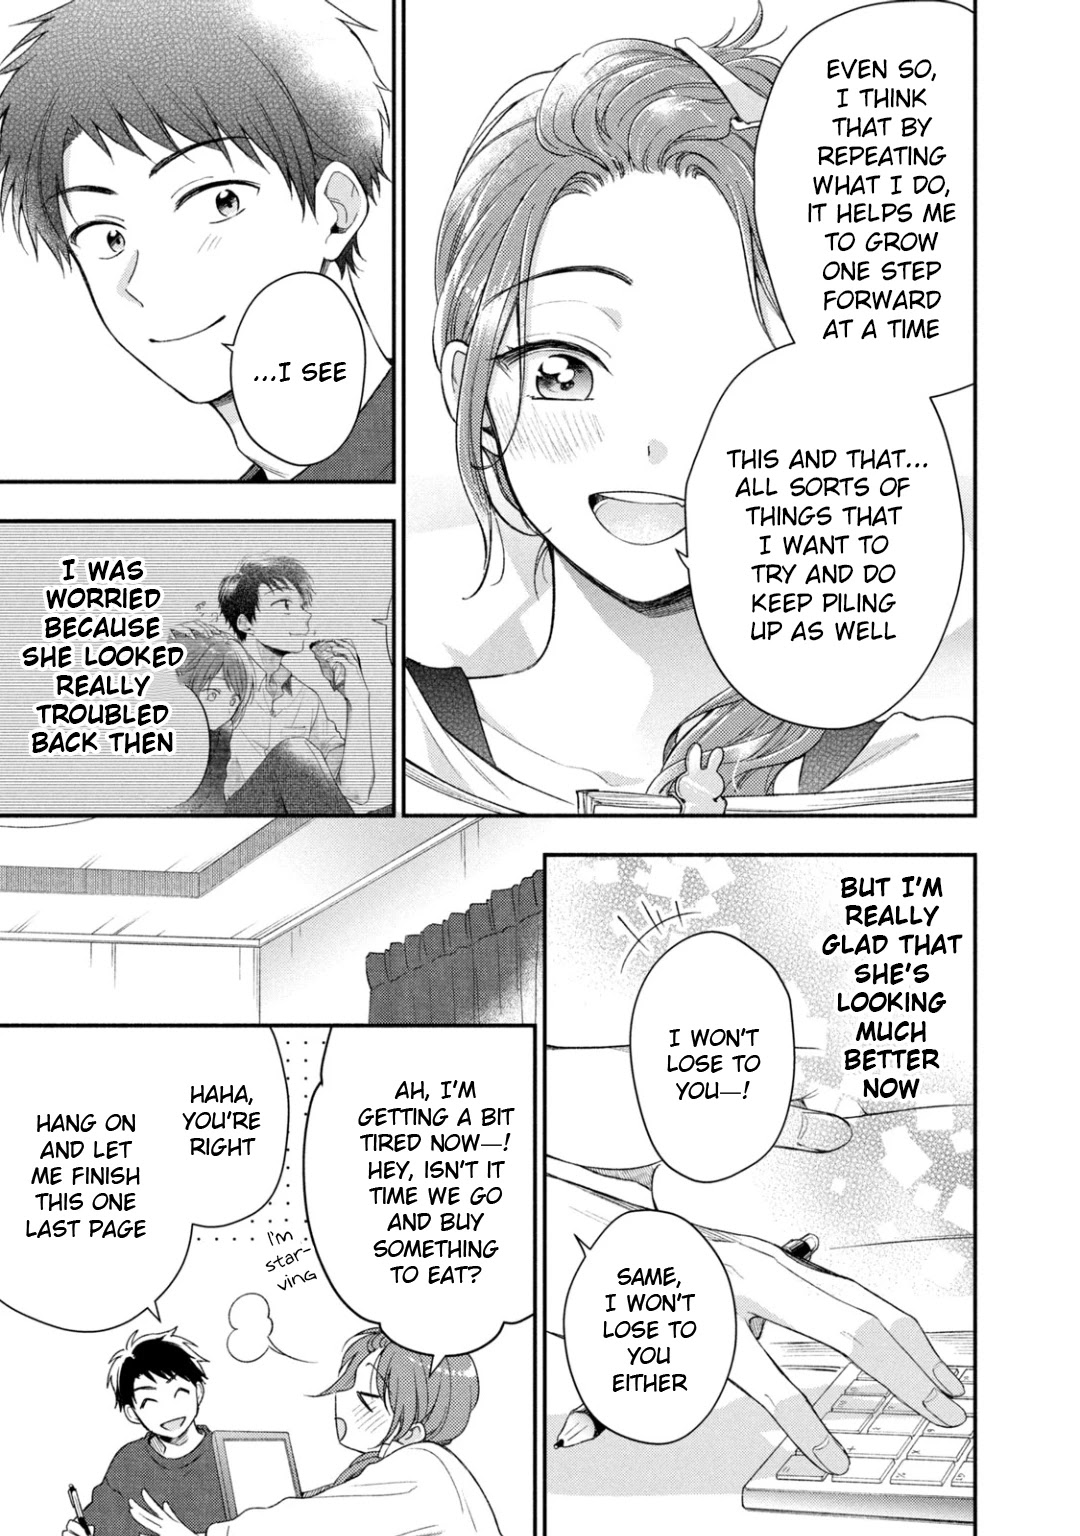 EVEN SO,
I THINK
THAT BY
REPEATING
WHAT I DO,
IT HELPS ME
TO GROW
ONE STEP
FORWARD
AT A TIME
THIS AND THAT...
ALL SORTS OF
THINGS THAT
I WANT TO
TRY AND DO
KEEP PILING
UP AS WELL
...I SEE
I WAS
WORRIED
BECAUSE
SHE LOOKED
REALLY
TROUBLED
BACK THEN
BUT I'M
REALLY
GLAD THAT
SHE'S
LOOKING
MUCH
BETTER
NOW
I WON'T
LOSE TO
YOU—!
SAME,
I WON'T
LOSE TO
YOU
EITHER
AH, I'M
GETTING A BIT
TIRED NOW—!
HEY, ISN'T IT
TIME WE GO
AND BUY
SOMETHING
TO EAT?
I'm
star-
ving
HAHA,
YOU'RE
RIGHT
HANG ON
AND LET
ME FINISH
THIS ONE
LAST PAGE